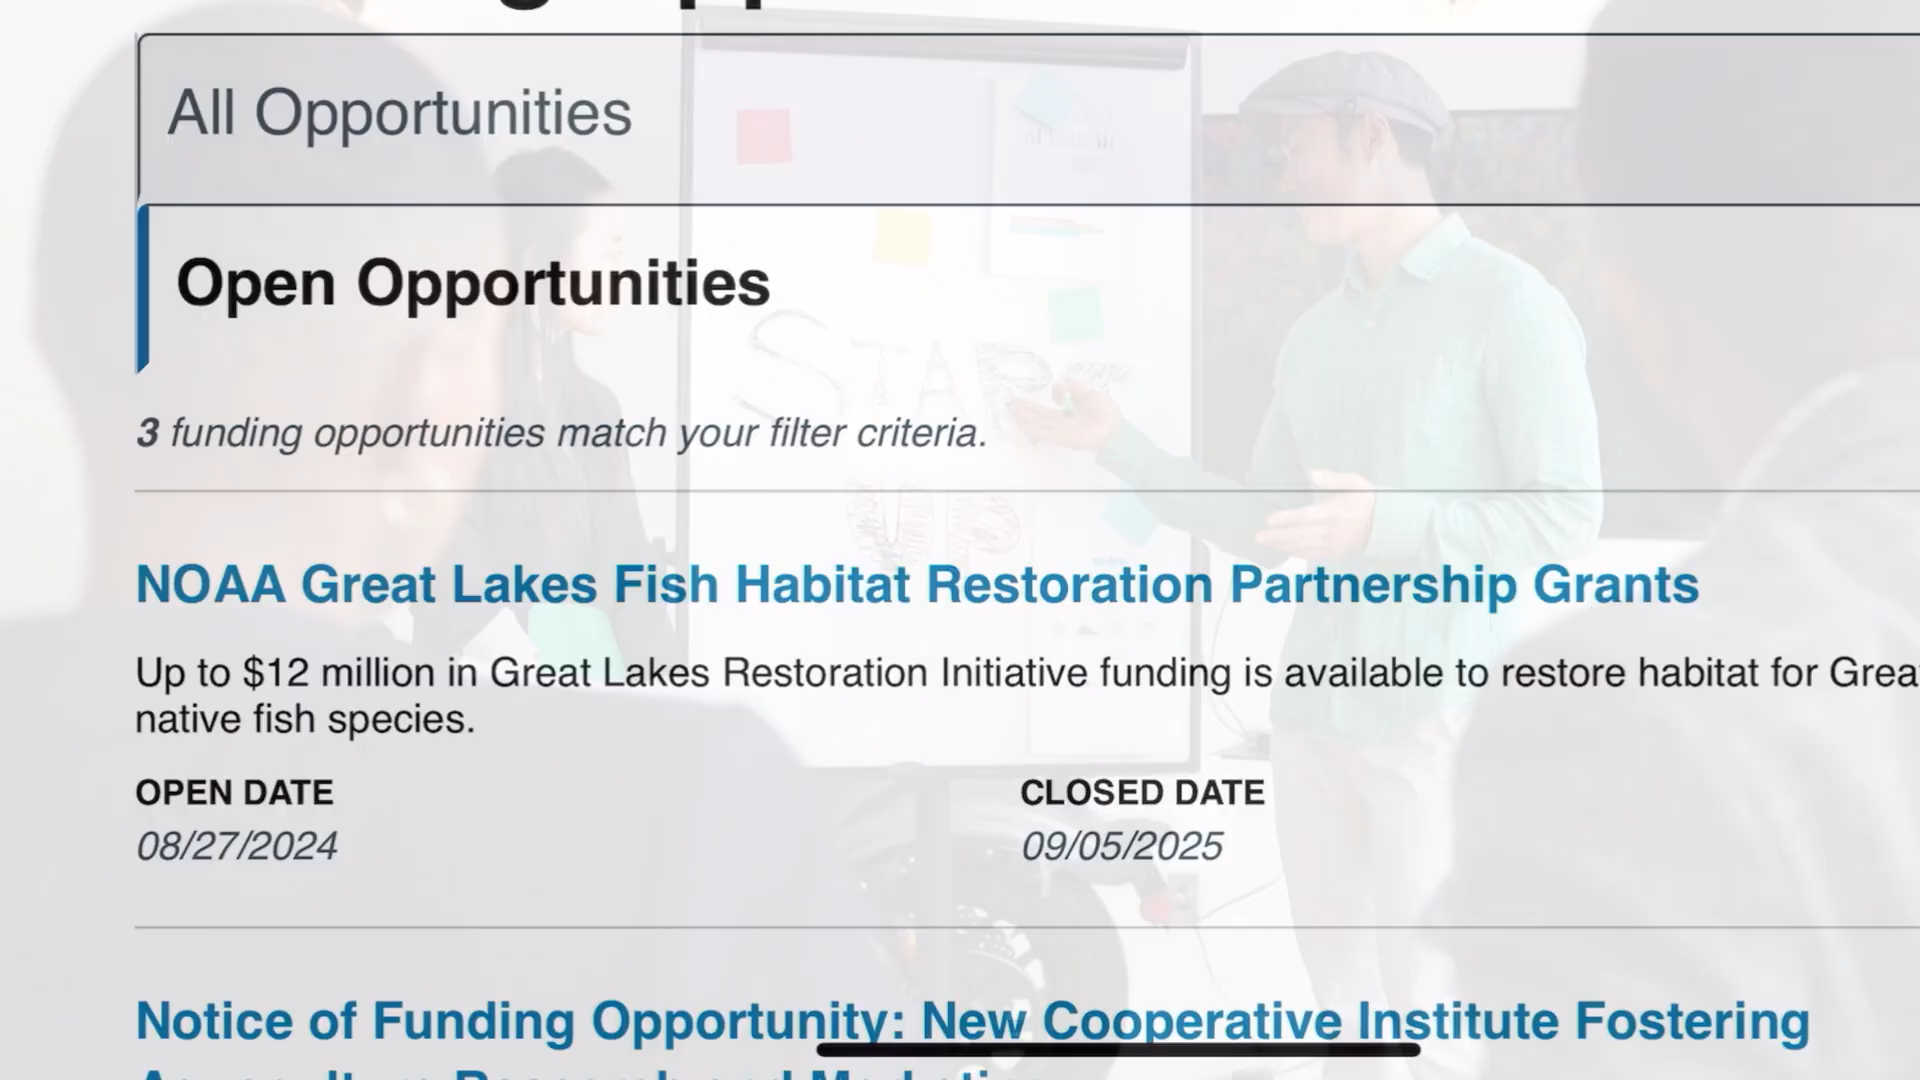 All Opportunities
Open Opportunities
3 funding opportunities match your filter criteria.
NOAA Great Lakes Fish Habitat Restoration Partnership Grants
Up to $12 million in Great Lakes Restoration Initiative funding is available to restore habitat for Grea
native fish species.
OPEN DATE
CLOSED DATE
08/27/2024
09/05/2025
Notice of Funding Opportunity: New Cooperative Institute Fostering
STAR
UP